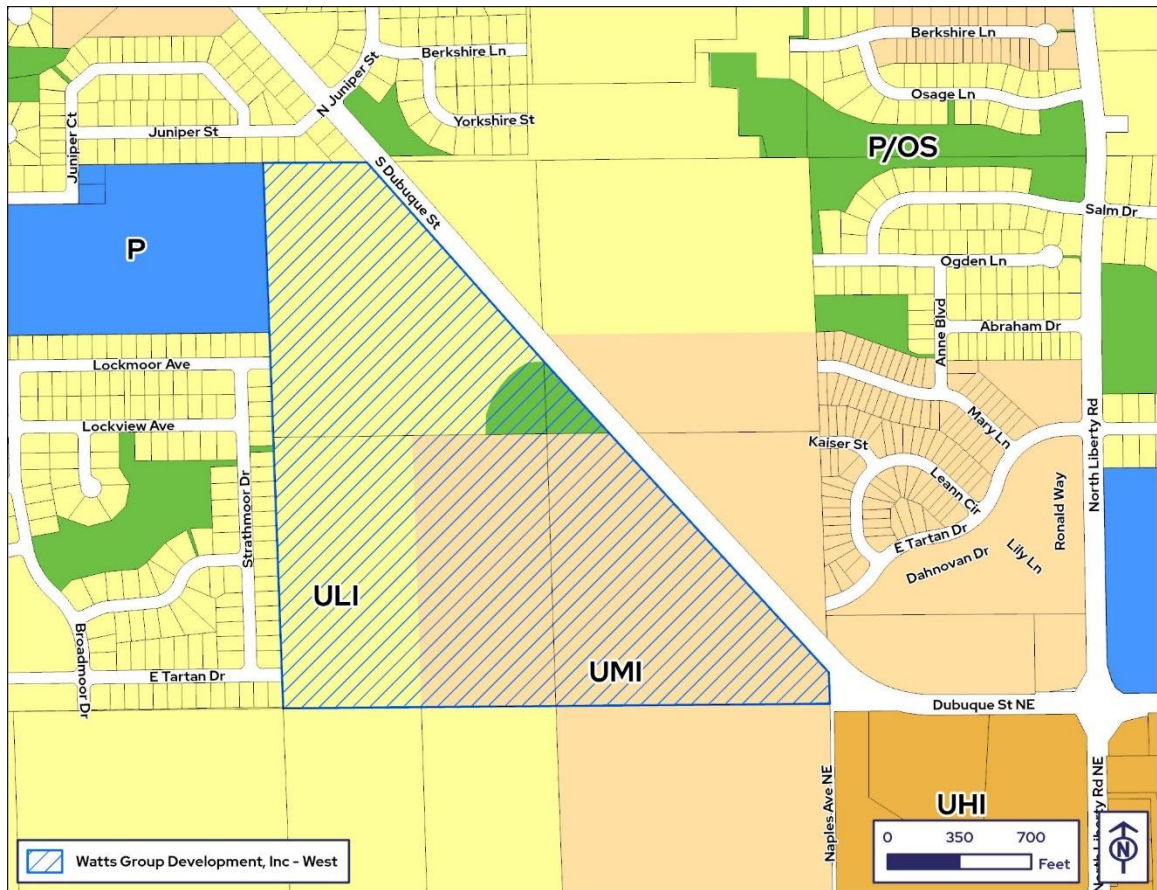 Berkshire Ln
Berkshire Ln
N Juniper St
Osage Ln
Yorkshire St
Juniper St
Juniper Ct
S Dubuque St
P/OS
Salm Dr
P
Ogden Ln
Anne Blvd
Abraham Dr
Lockmoor Ave
Mary Ln
North Liberty Rd
Lockview Ave
Kaiser St
Leann Cir
Strathmoor Dr
Ronald Way
E Tartan Dr
Lily Ln
Dahnovan Dr
ULI
Broadmoor Dr
E Tartan Dr
UMI
Dubuque St NE
Naples Ave NE
North Liberty Rd NE
UHI
0 350 700
Feet
N
Watts Group Development, Inc - West